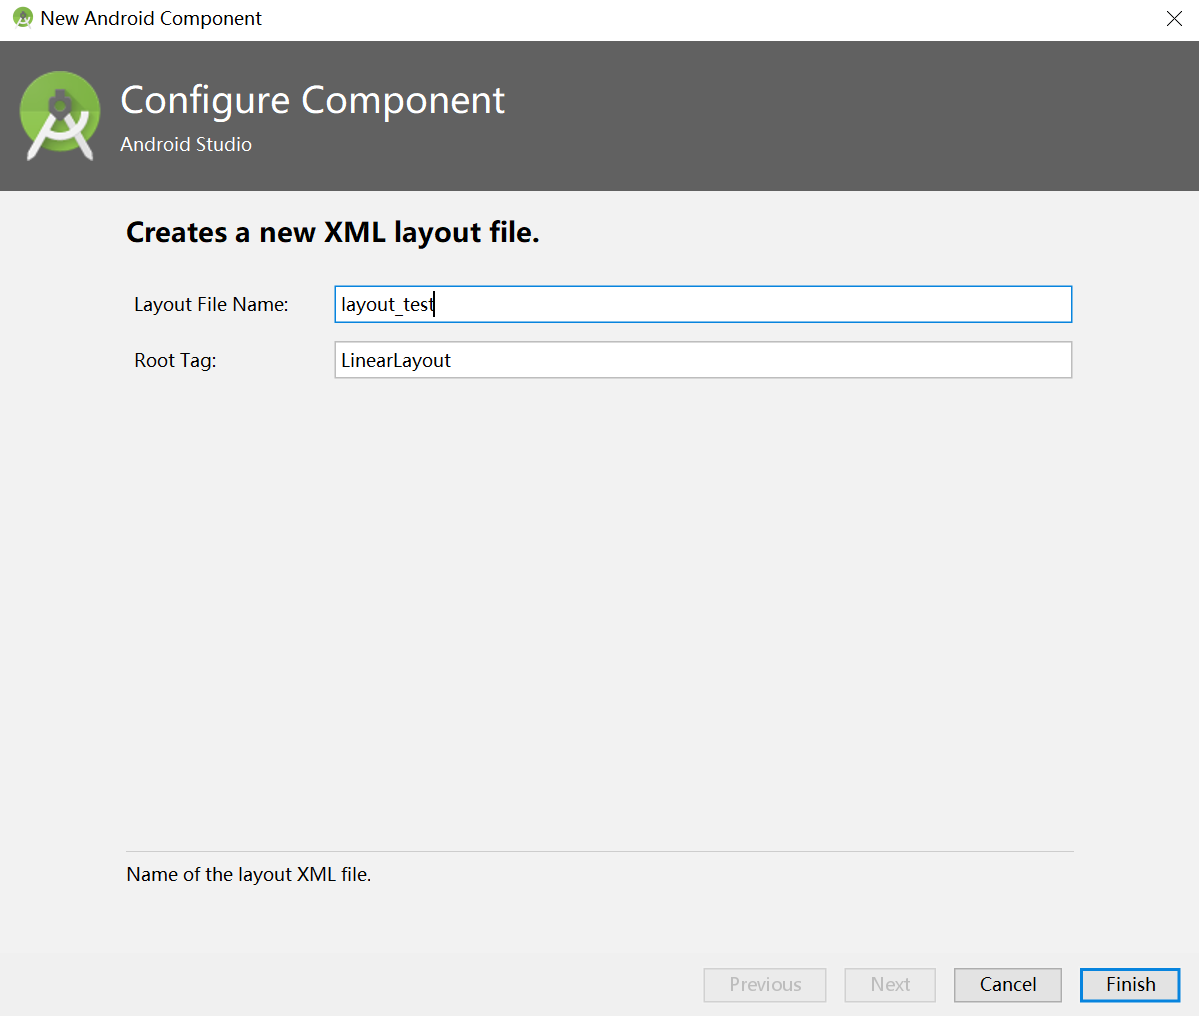 New Android Component
Configure Component
Android Studio
Creates a new XML layout file.
Layout File Name: layout_test
Root Tag: LinearLayout
Name of the layout XML file.
Previous Next Cancel Finish